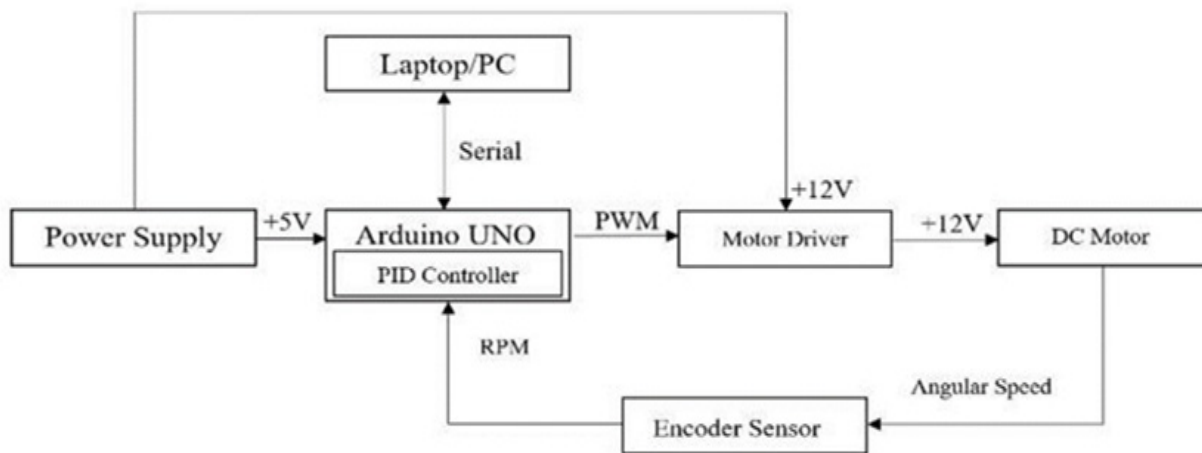 Laptop/PC
Serial
+12V
Power Supply
+5V
Arduino UNO
PID Controller
PWM
Motor Driver
+12V
DC Motor
RPM
Angular Speed
Encoder Sensor